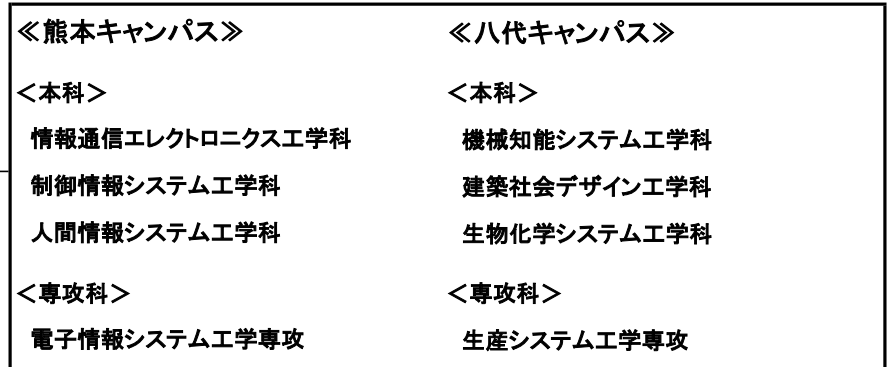 ≪熊本キャンパス≫
＜本科＞
情報通信エレクトロニクス工学科
制御情報システム工学科
人間情報システム工学科
＜専攻科＞
電子情報システム工学専攻
≪八代キャンパス≫
＜本科＞
機械知能システム工学科
建築社会デザイン工学科
生物化学システム工学科
＜専攻科＞
生産システム工学専攻